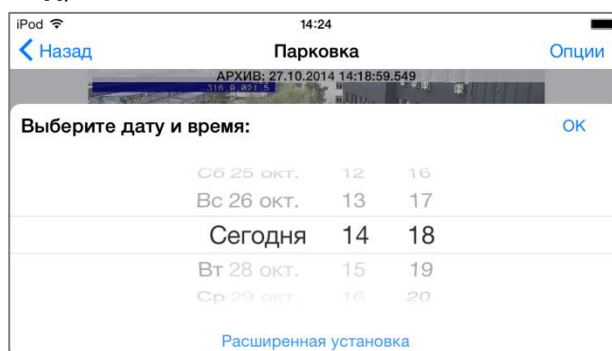 iPod 14:24
Назад Парковка Опции
АРХИВ: 27.10.2014 14:18:59.549
Выберите дату и время: OK
Сб 25 окт. 12 16
Вс 26 окт. 13 17
Сегодня 14 18
Вт 28 окт. 15 19
Ср 29 окт. 16 20
Расширенная установка